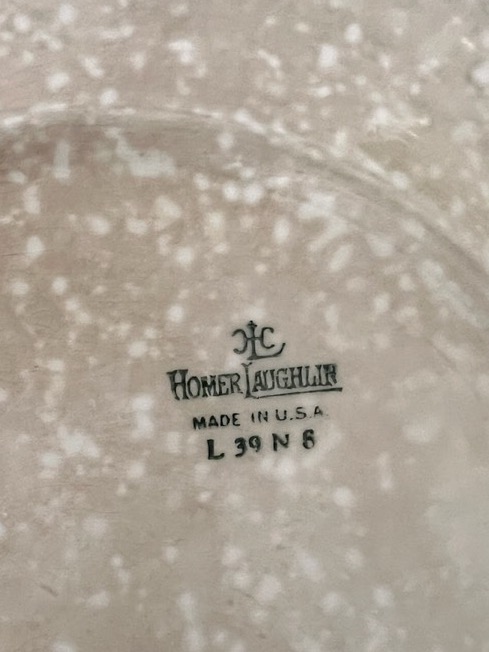 HLC
HOMER LAUGHLIN
MADE IN U.S.A.
L 39 N 8